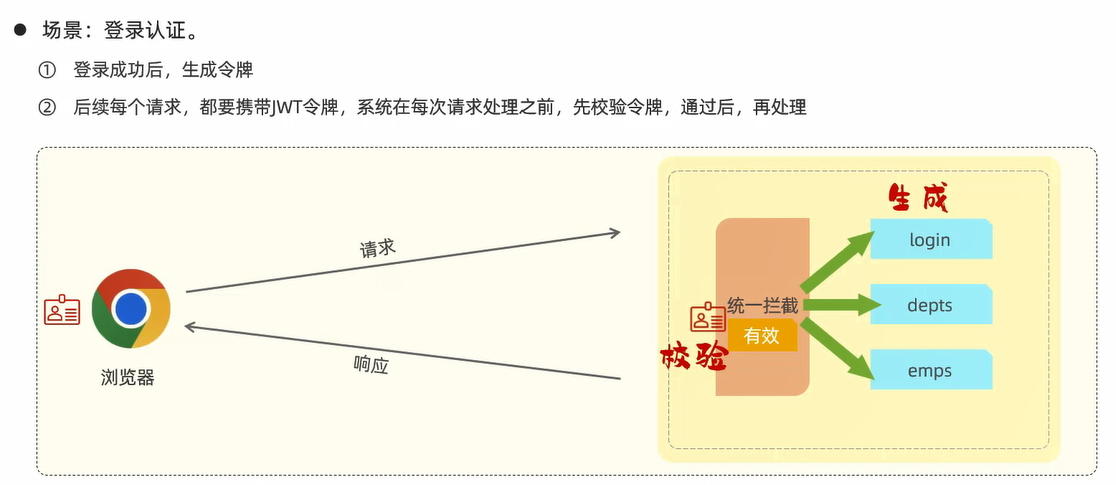 ● 场景：登录认证。
① 登录成功后，生成令牌
② 后续每个请求，都要携带JWT令牌，系统在每次请求处理之前，先校验令牌，通过后，再处理
生成
login
请求
统一拦截
depts
有效
校验
响应
emps
浏览器